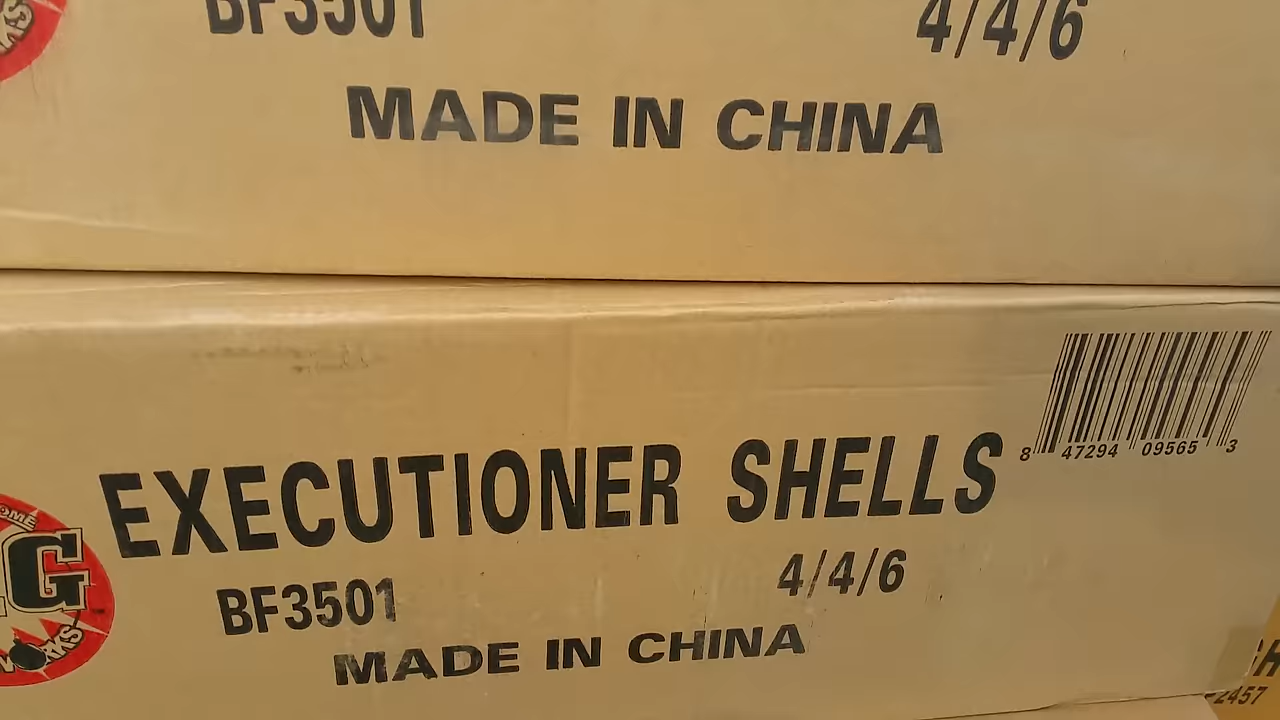 BF3501 4/4/6
MADE IN CHINA
8 47294 09565 3
EXECUTIONER SHELLS
BF3501 4/4/6
MADE IN CHINA
2457